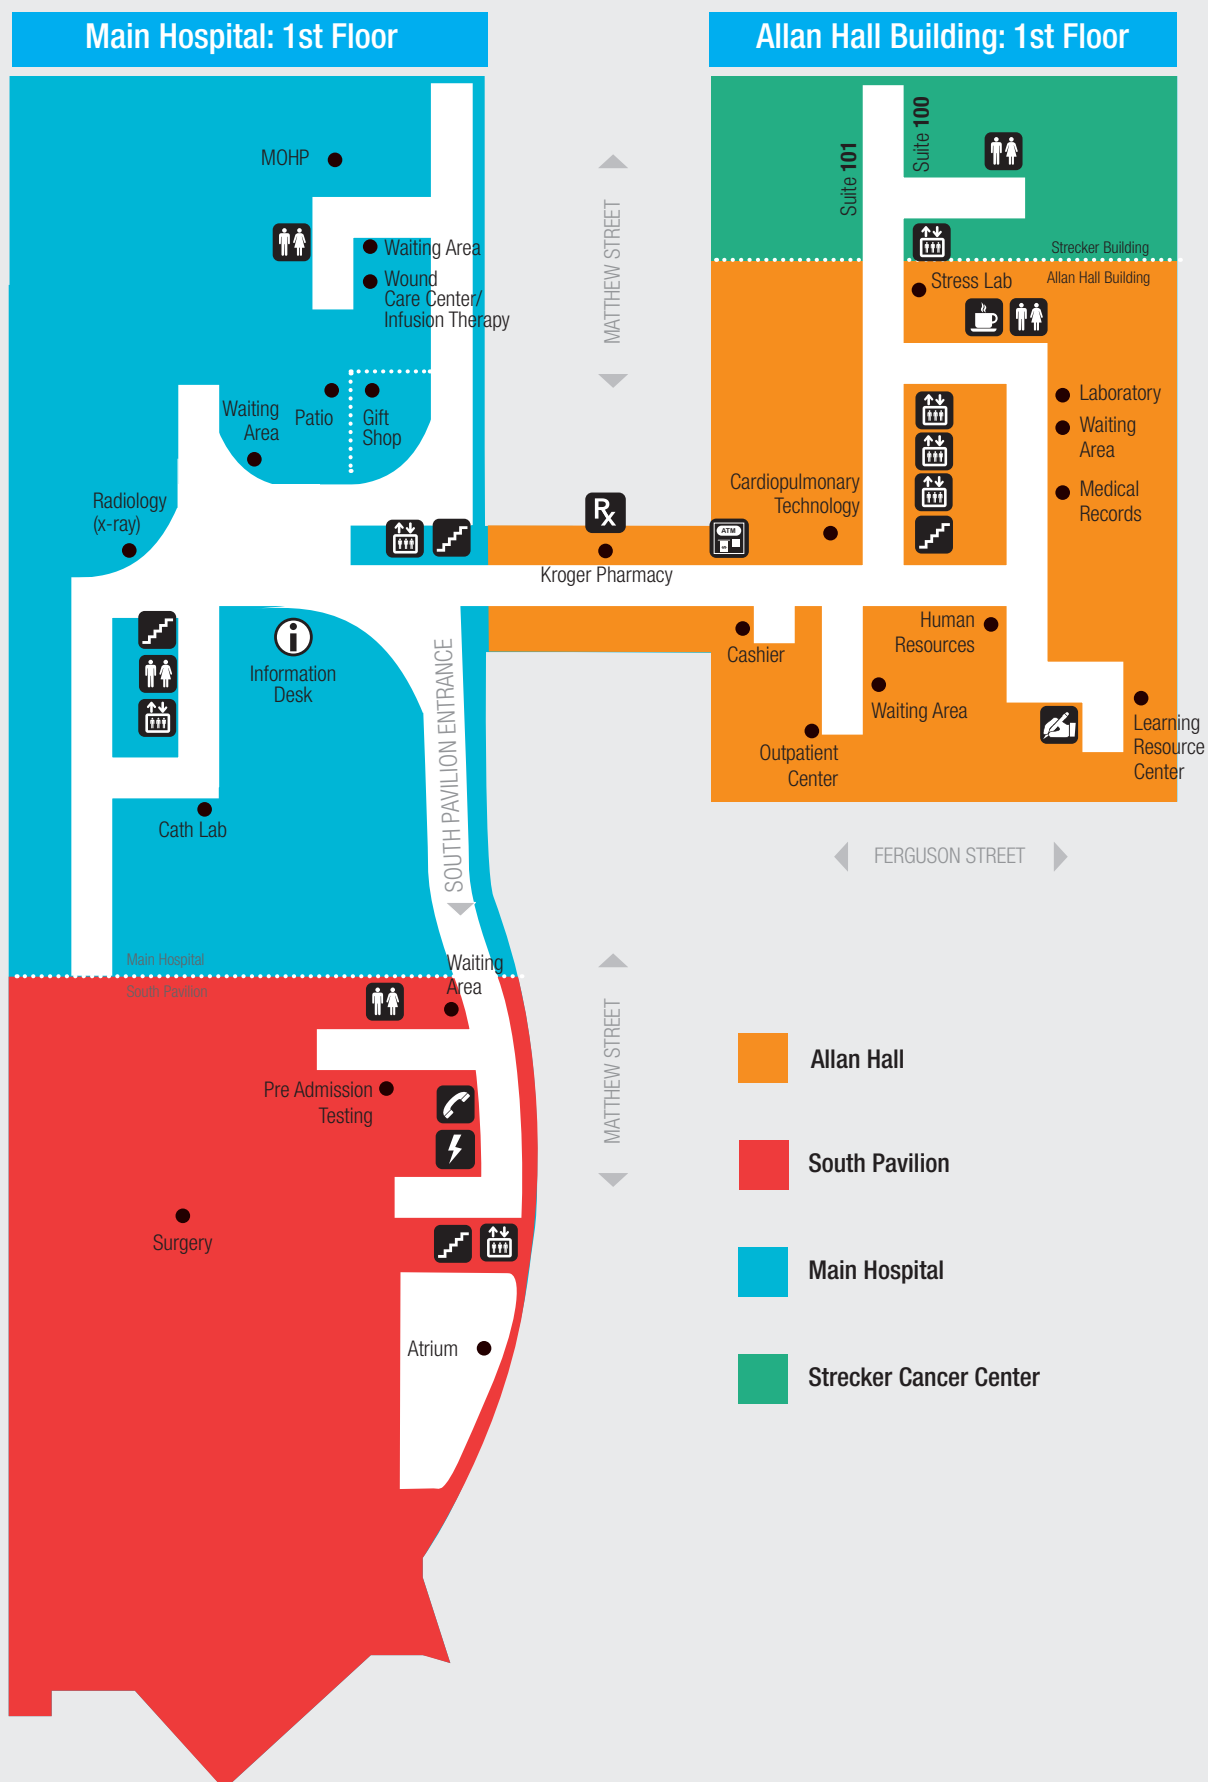 Main Hospital: 1st Floor
Allan Hall Building: 1st Floor
MOHP
Waiting Area
Wound
Care Center/
Infusion Therapy
Waiting
Area
Patio
Gift
Shop
Radiology
(x-ray)
Information
Desk
Cath Lab
SOUTH PAVILION ENTRANCE
Main Hospital
South Pavilion
Waiting
Area
Pre Admission
Testing
Surgery
Atrium
MATTHEW STREET
Rx
Kroger Pharmacy
ATM
Suite 101
Suite 100
Strecker Building
Allan Hall Building
Stress Lab
Laboratory
Waiting
Area
Medical
Records
Cardiopulmonary
Technology
Cashier
Human
Resources
Waiting Area
Outpatient
Center
Learning
Resource
Center
FERGUSON STREET
MATTHEW STREET
Allan Hall
South Pavilion
Main Hospital
Strecker Cancer Center